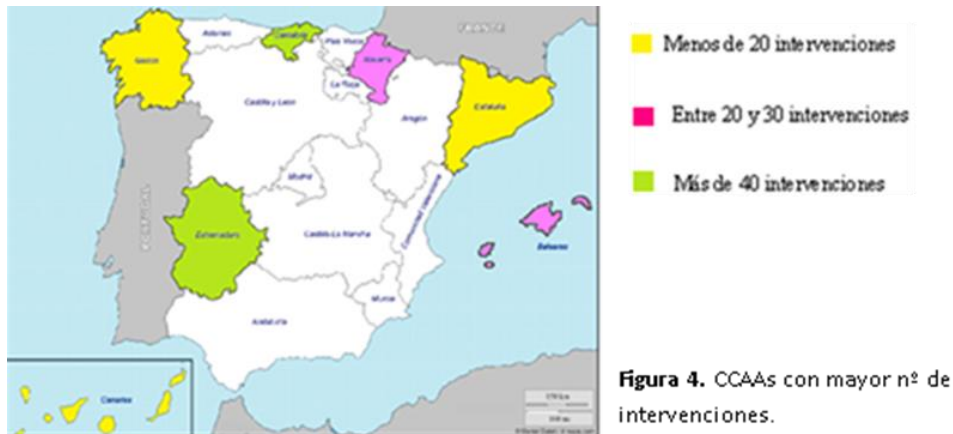 FRANCE
Asturias
Cantabria
País Vasco
Galicia
Navarra
La Rioja
Cataluña
Castilla y León
Aragón
Madrid
PORTUGAL
Comunidad Valenciana
Extremadura
Castilla-La Mancha
Baleares
Murcia
Andalucía
Canarias
Menos de 20 intervenciones
Entre 20 y 30 intervenciones
Más de 40 intervenciones
Figura 4. CCAAs con mayor nº de
intervenciones.